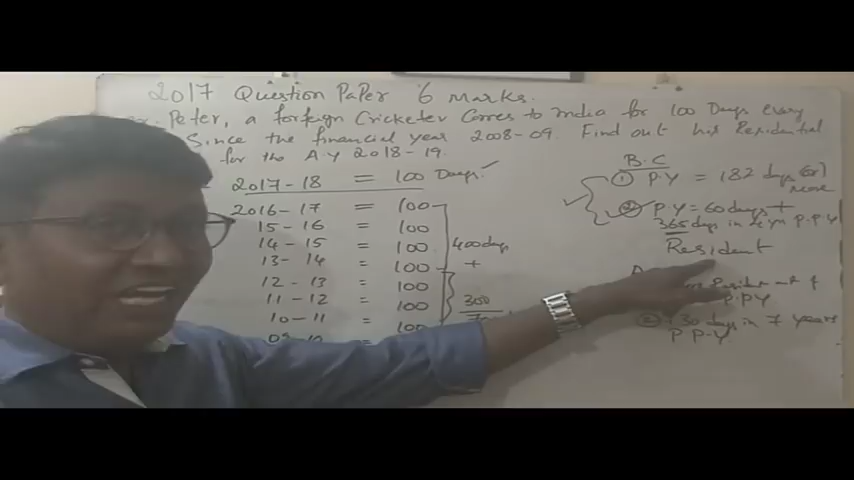 2017 Question Paper 6 marks.
Peter, a foreign Cricketer Comes to India for 100 Days every
Since the financial year 2008-09. Find out his Residential
for the A.Y 2018-19.
2017-18 = 100 Days.
2016-17 = 100
15-16 = 100
14-15 = 100
13-14 = 100
12-13 = 100
11-12 = 100
10-11 = 100
400 days
+
300
B.C
① P.Y = 182 days (or)
more
② P.Y = 60 days +
365 days in 4 yrs P.P.Y
Resident
P.P.Y
days in 7 years
P P-Y